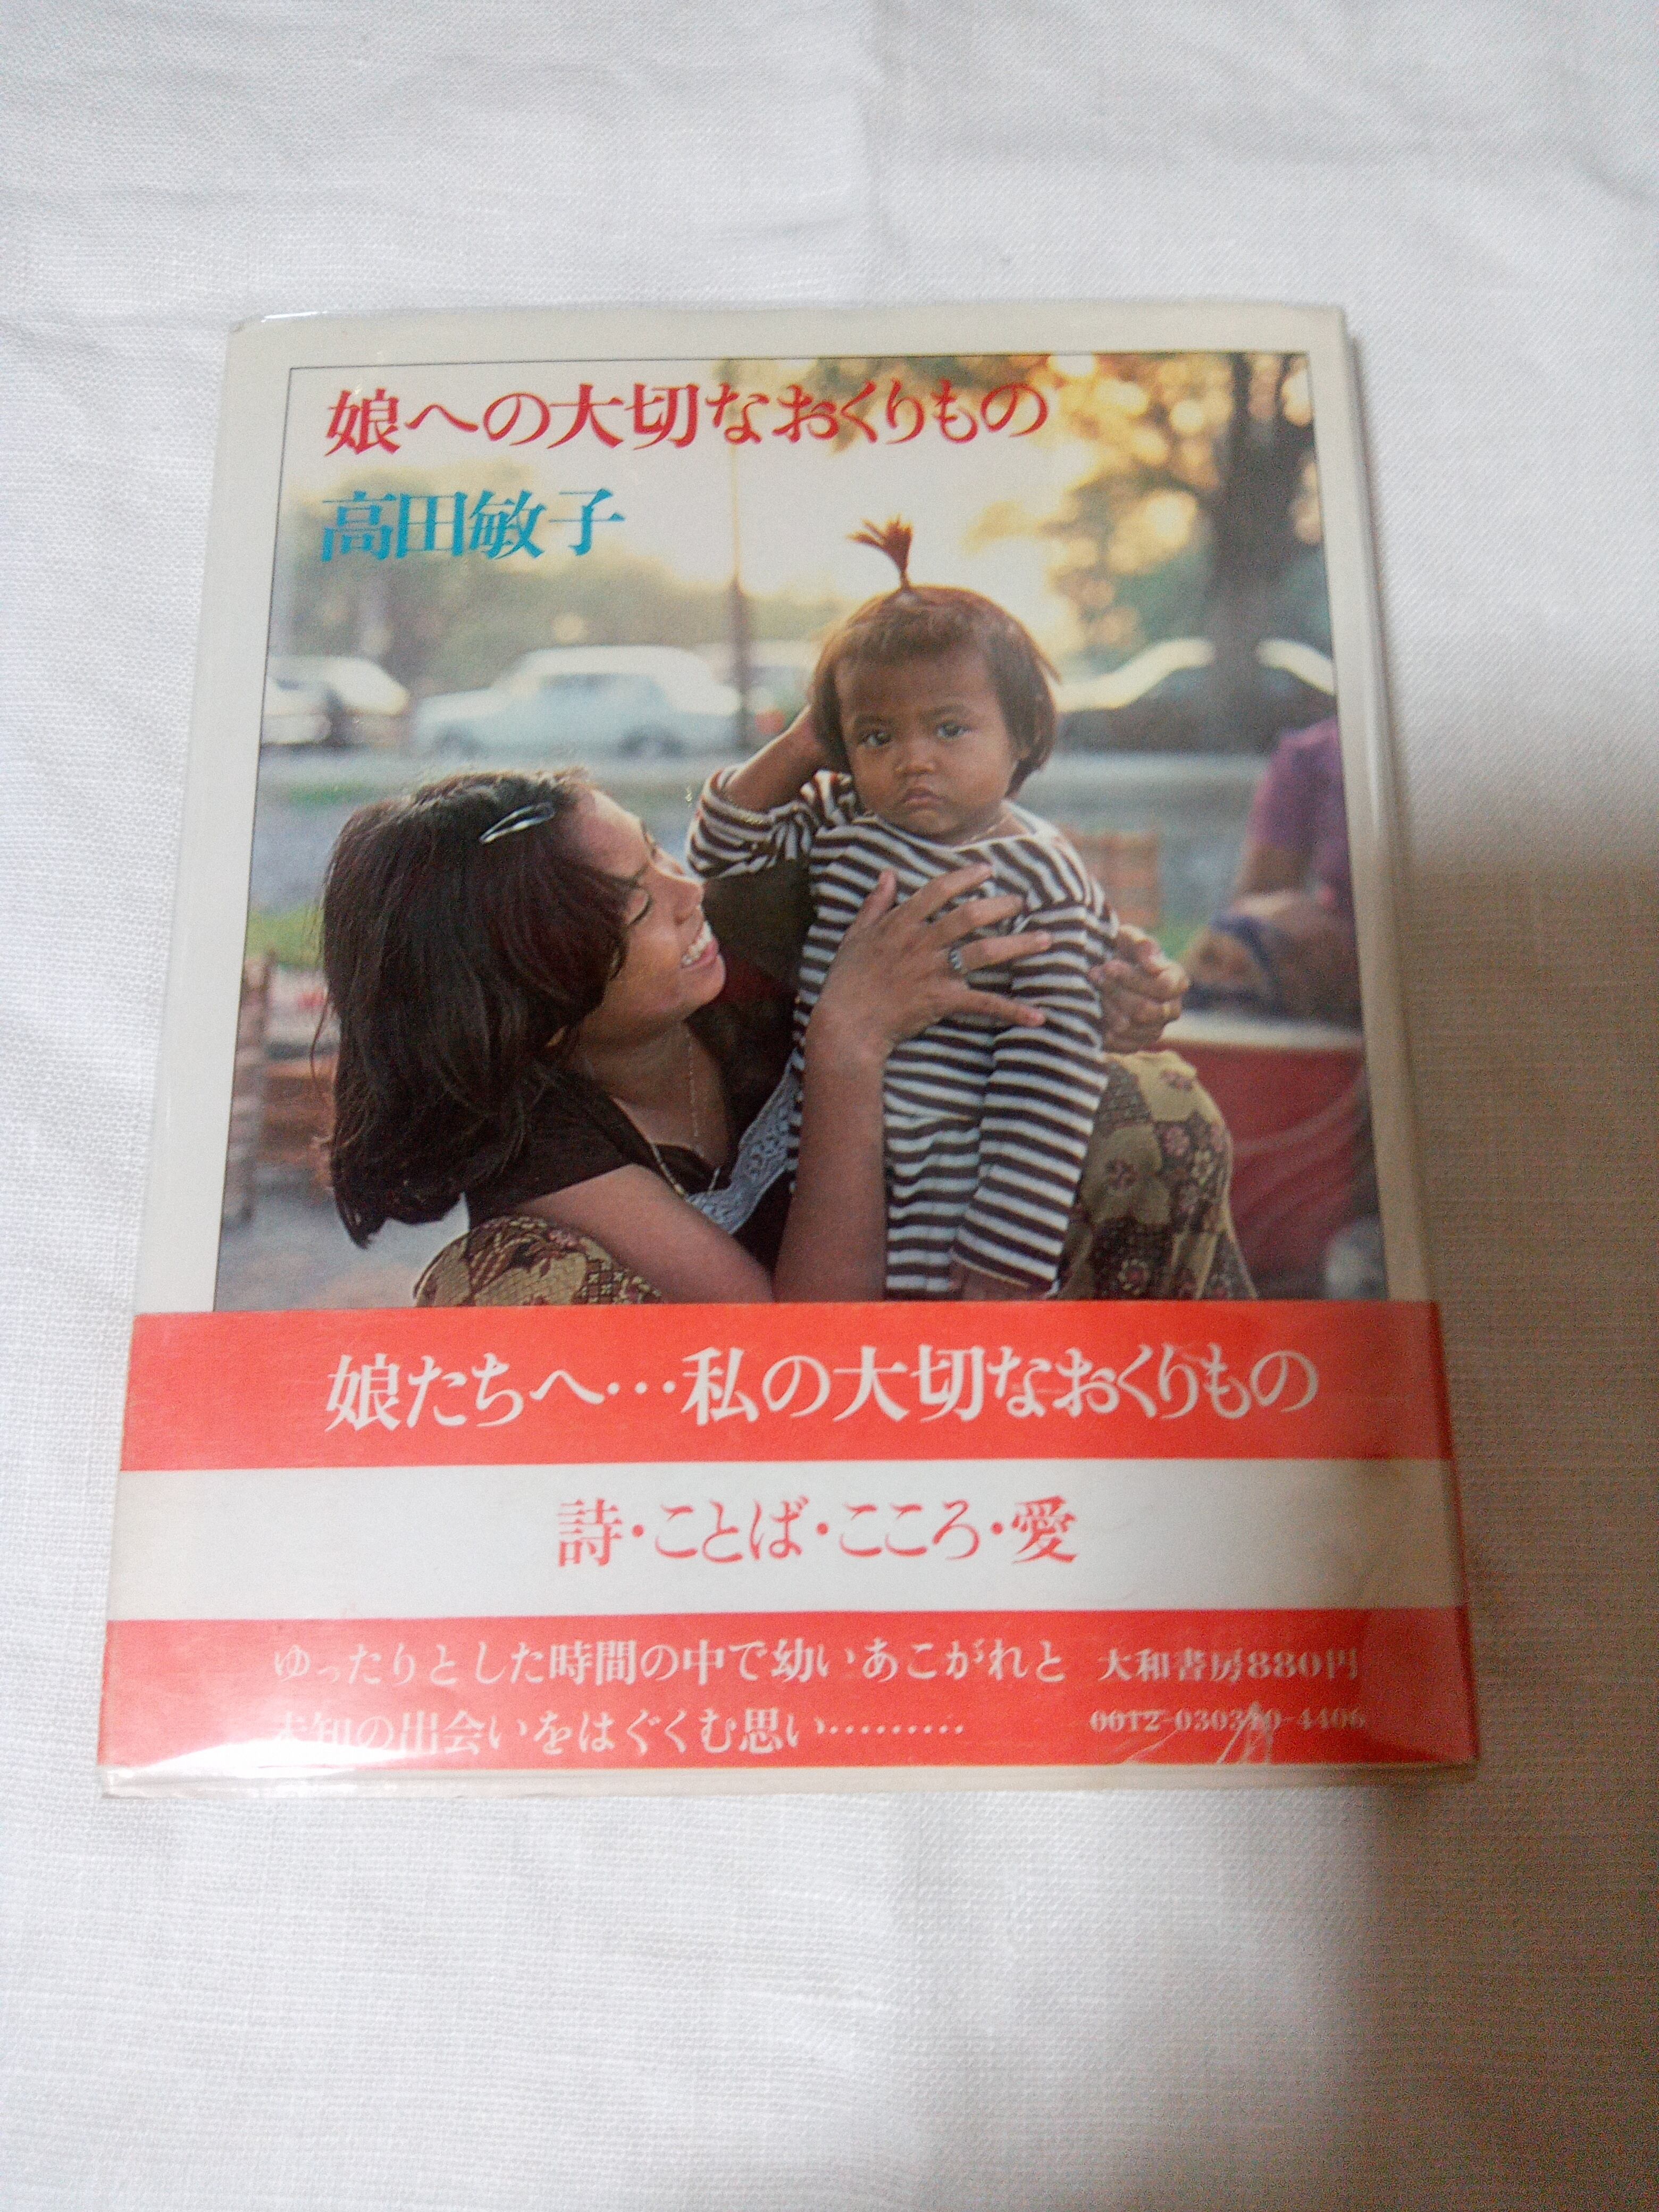 娘への大切なおくりもの
高田敏子
娘たちへ…私の大切なおくりもの
詩・ことば・こころ・愛
ゆったりとした時間の中で幼いあこがれと
未知の出会いをはぐくむ思い………
大和書房880円
0012-030310-4406